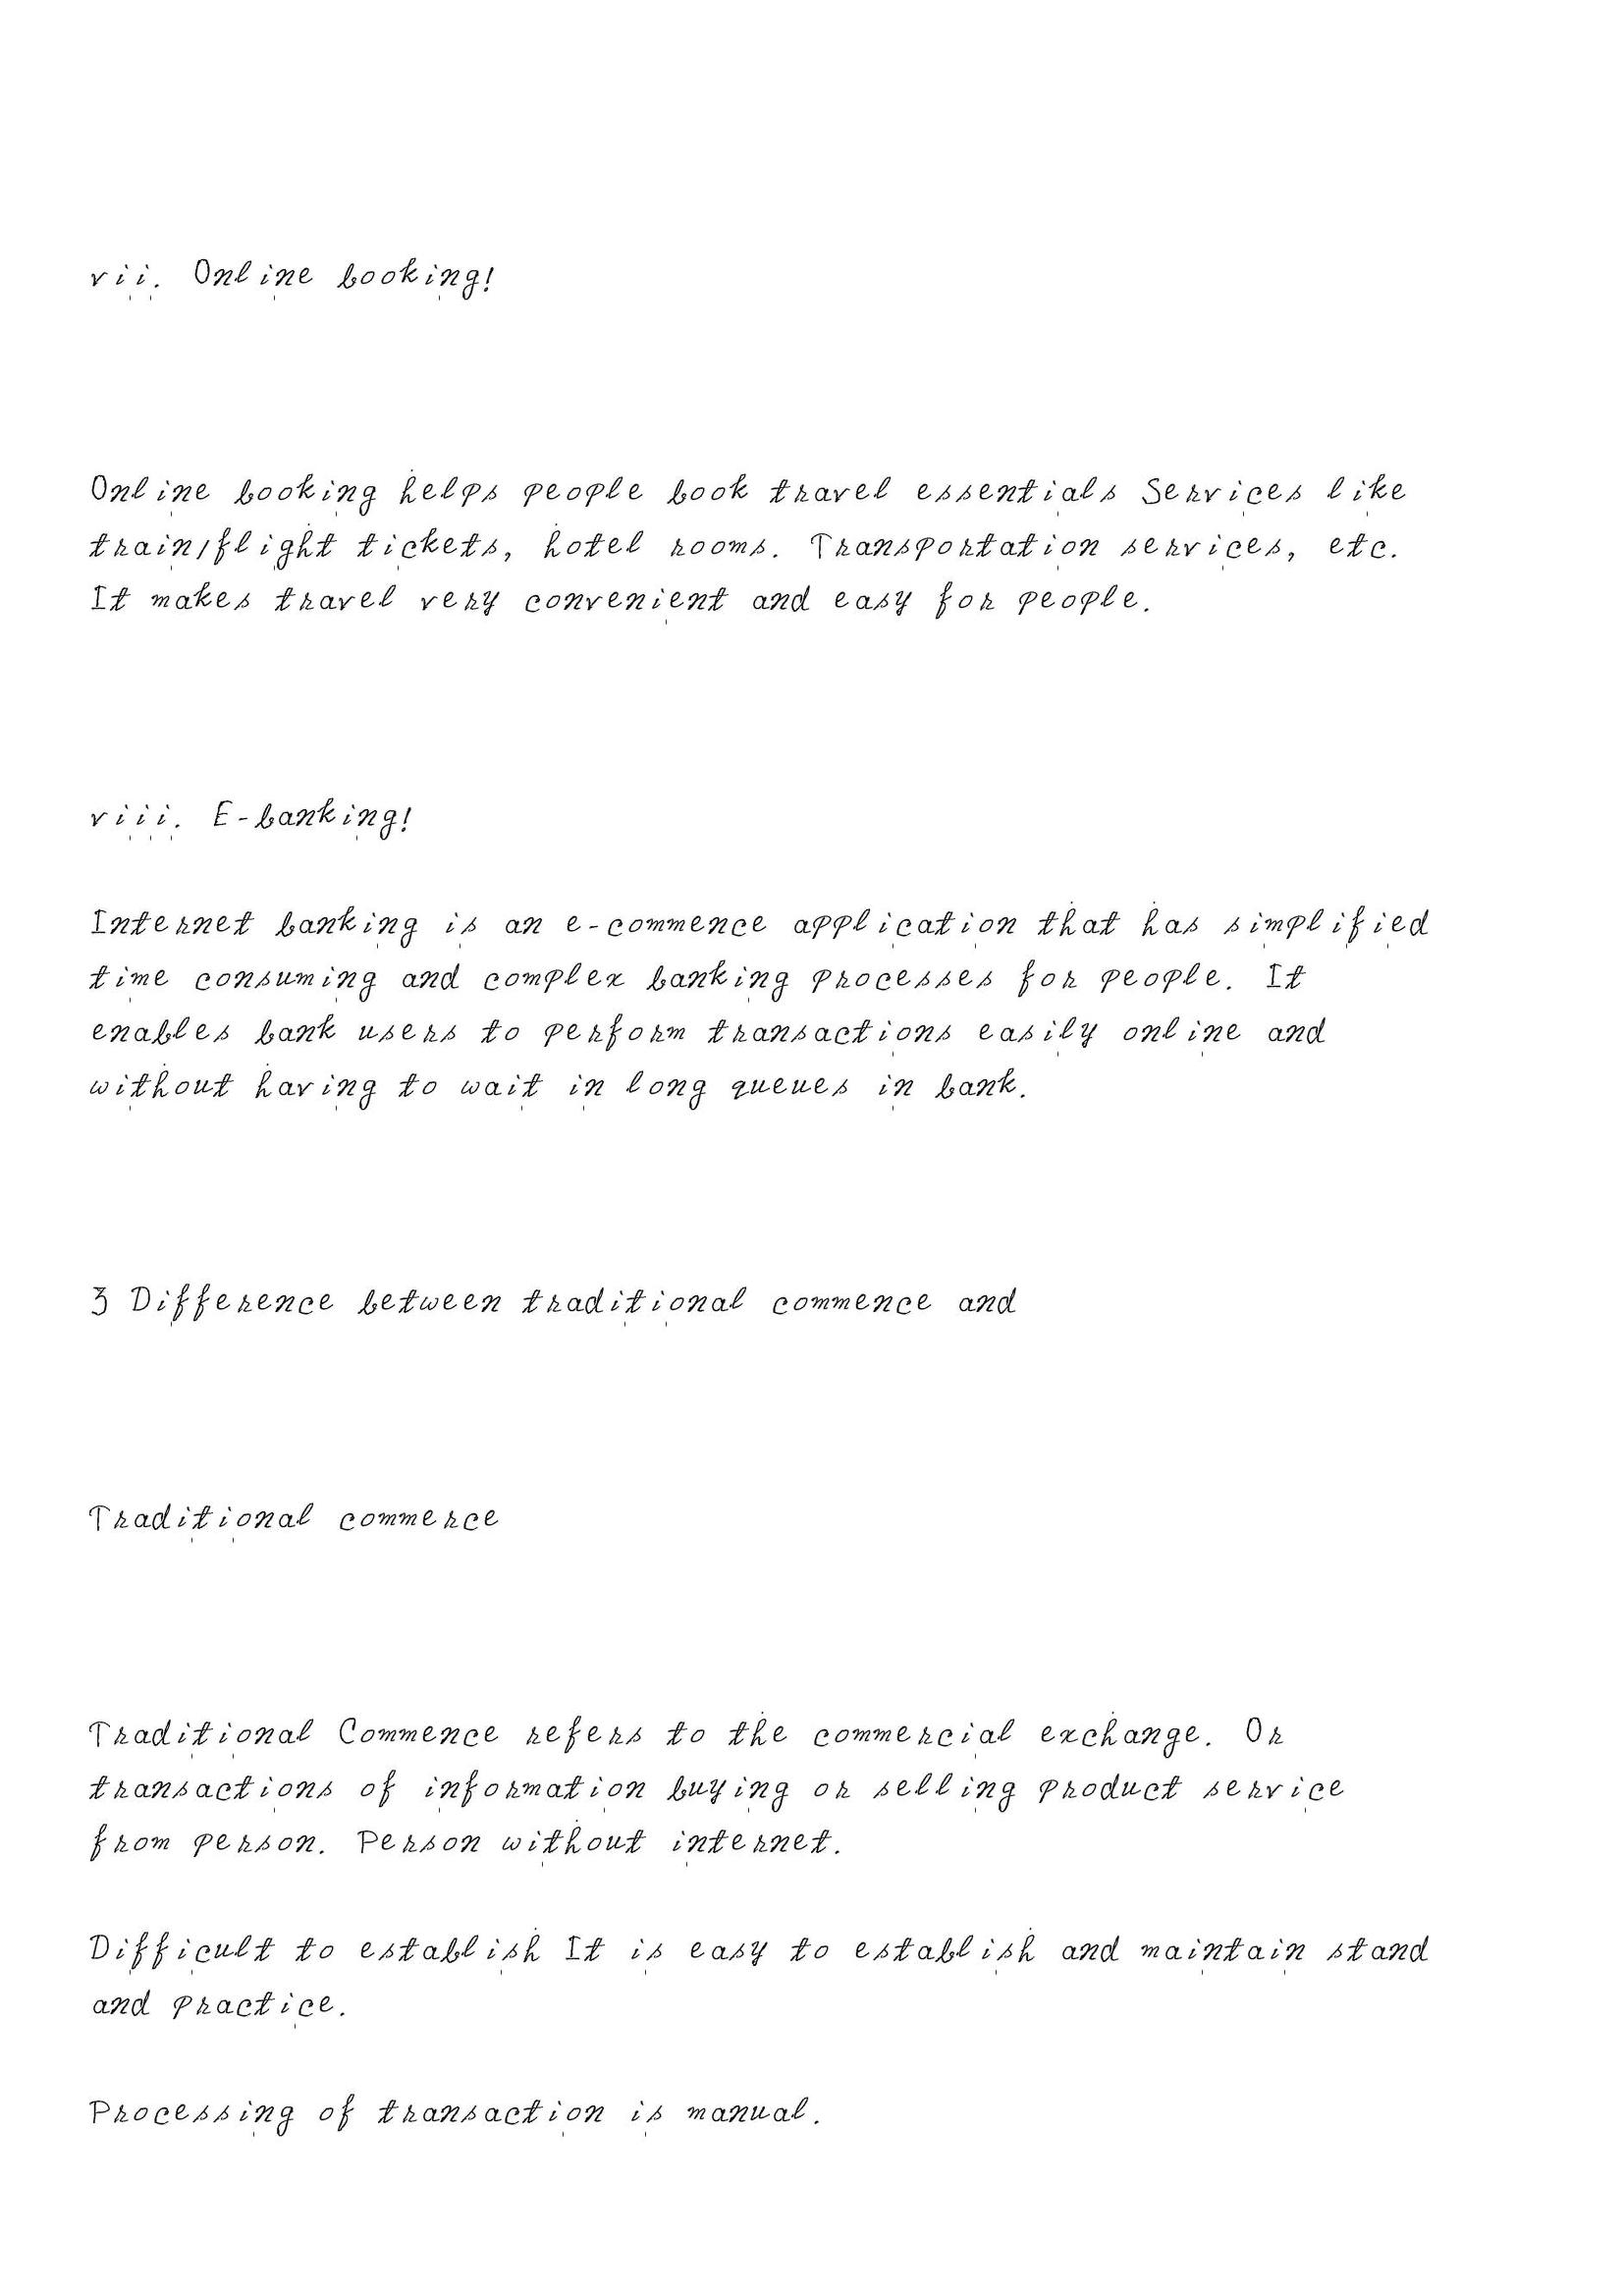 vii. Online booking!
Online booking helps people book travel essentials Services like
train/flight tickets, hotel rooms. Transportation services, etc.
It makes travel very convenient and easy for people.
viii. E-banking!
Internet banking is an e-commence application that has simplified
time consuming and complex banking processes for people. It
enables bank users to perform transactions easily online and
without having to wait in long queues in bank.
3 Difference between traditional commence and
Traditional commerce
Traditional Commence refers to the commercial exchange. Or
transactions of information buying or selling product service
from person. Person without internet.
Difficult to establish It is easy to establish and maintain stand
and practice.
Processing of transaction is manual.